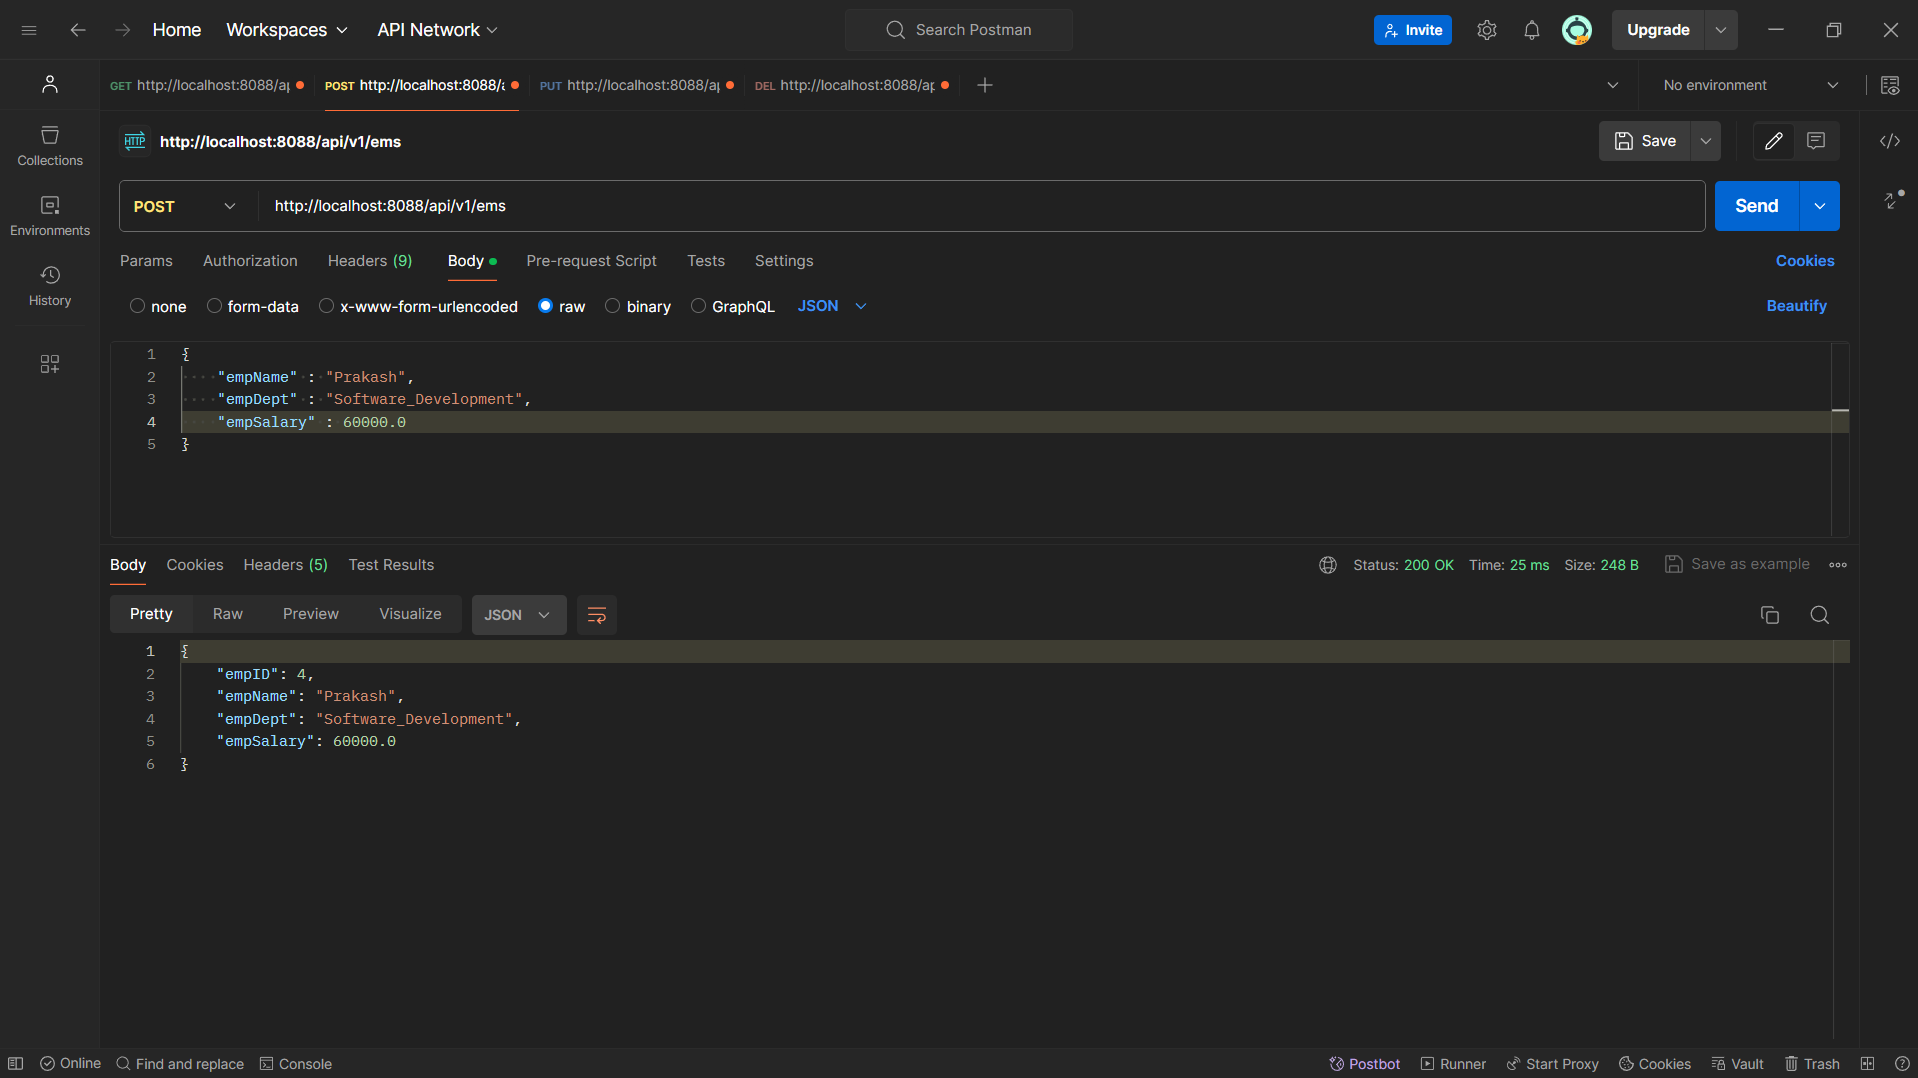 Home Workspaces API Network Search Postman Invite Upgrade
GET http://localhost:8088/ap POST http://localhost:8088/a PUT http://localhost:8088/ap DEL http://localhost:8088/ap No environment
HTTP http://localhost:8088/api/v1/ems Save
Collections
POST http://localhost:8088/api/v1/ems Send
Environments
Params Authorization Headers (9) Body Pre-request Script Tests Settings Cookies
History
none form-data x-www-form-urlencoded raw binary GraphQL JSON Beautify
1 {
2 "empName" : "Prakash",
3 "empDept" : "Software_Development",
4 "empSalary" : 60000.0
5 }
Body Cookies Headers (5) Test Results Status: 200 OK Time: 25 ms Size: 248 B Save as example
Pretty Raw Preview Visualize JSON
1 {
2 "empID": 4,
3 "empName": "Prakash",
4 "empDept": "Software_Development",
5 "empSalary": 60000.0
6 }
Online Find and replace Console Postbot Runner Start Proxy Cookies Vault Trash